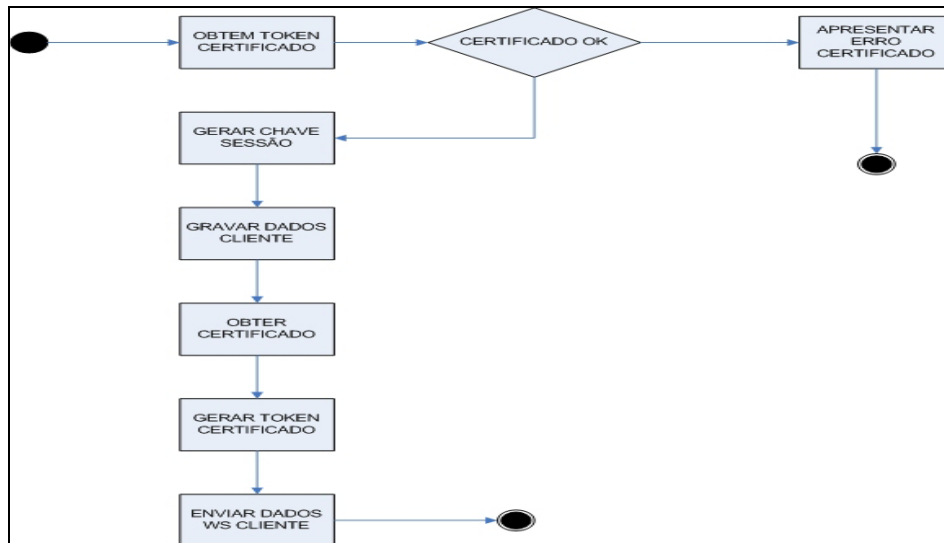 OBTEM TOKEN
CERTIFICADO
CERTIFICADO OK
APRESENTAR
ERRO
CERTIFICADO
GERAR CHAVE
SESSÃO
GRAVAR DADOS
CLIENTE
OBTER
CERTIFICADO
GERAR TOKEN
CERTIFICADO
ENVIAR DADOS
WS CLIENTE